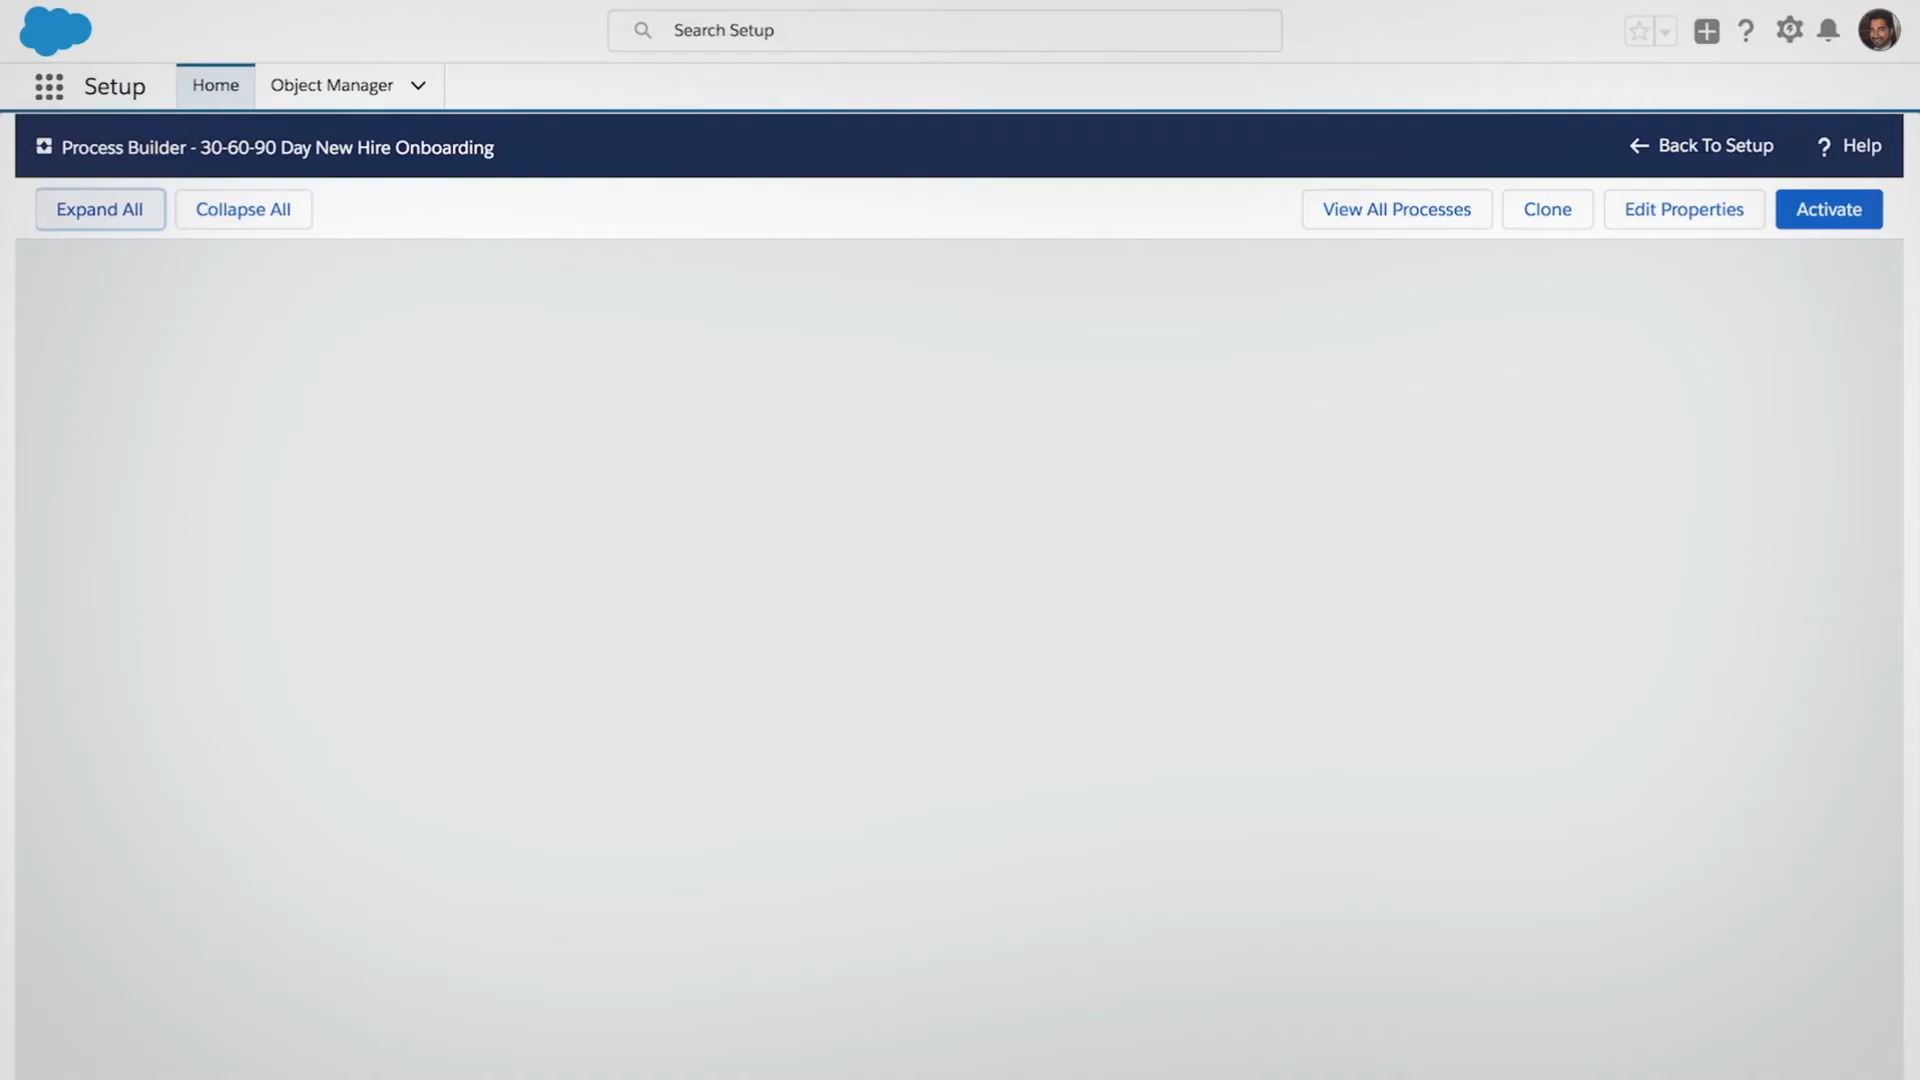 Search Setup
Setup
Home
Object Manager
Process Builder - 30-60-90 Day New Hire Onboarding
Back To Setup
? Help
Expand All
Collapse All
View All Processes
Clone
Edit Properties
Activate